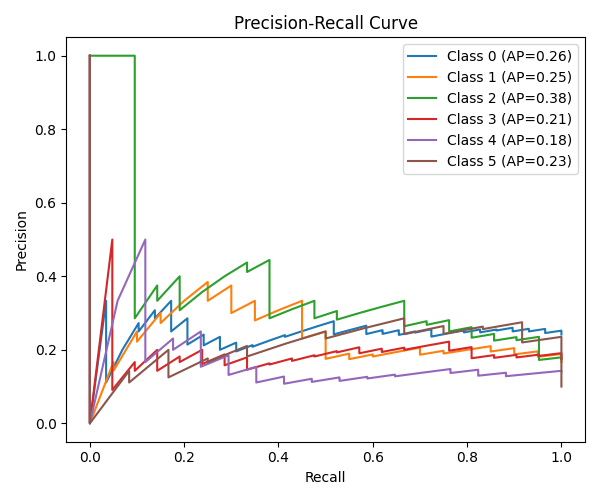 Precision-Recall Curve
Class 0 (AP=0.26)
Class 1 (AP=0.25)
Class 2 (AP=0.38)
Class 3 (AP=0.21)
Class 4 (AP=0.18)
Class 5 (AP=0.23)
Precision
1.0
0.8
0.6
0.4
0.2
0.0
0.0 0.2 0.4 0.6 0.8 1.0
Recall